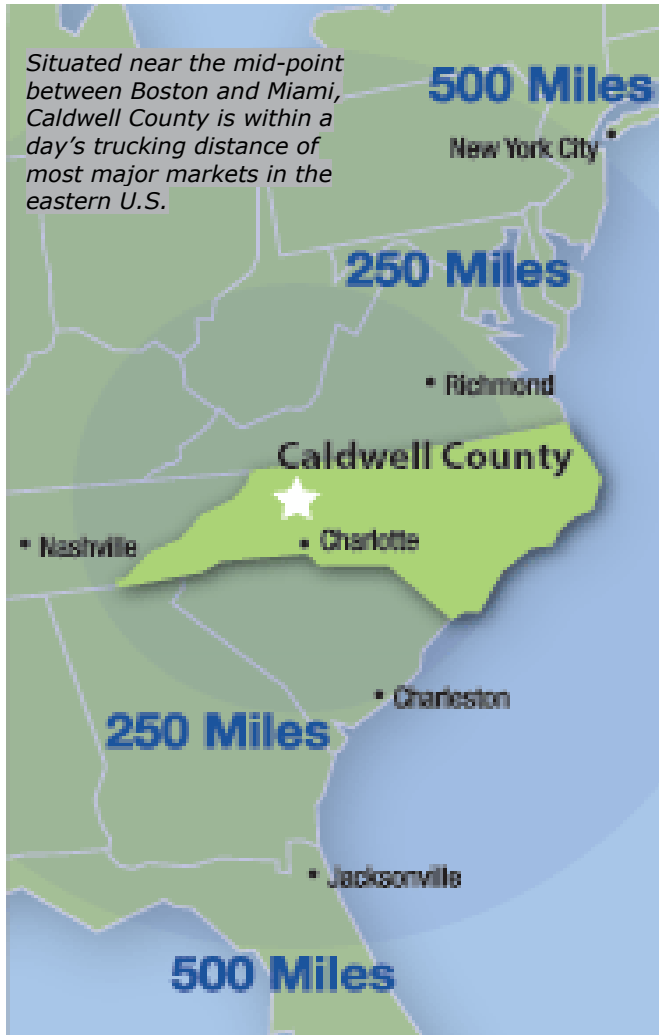 Situated near the mid-point
between Boston and Miami,
Caldwell County is within a
day’s trucking distance of
most major markets in the
eastern U.S.
500 Miles
New York City
250 Miles
Richmond
Caldwell County
Nashville
Charlotte
Charleston
250 Miles
Jacksonville
500 Miles